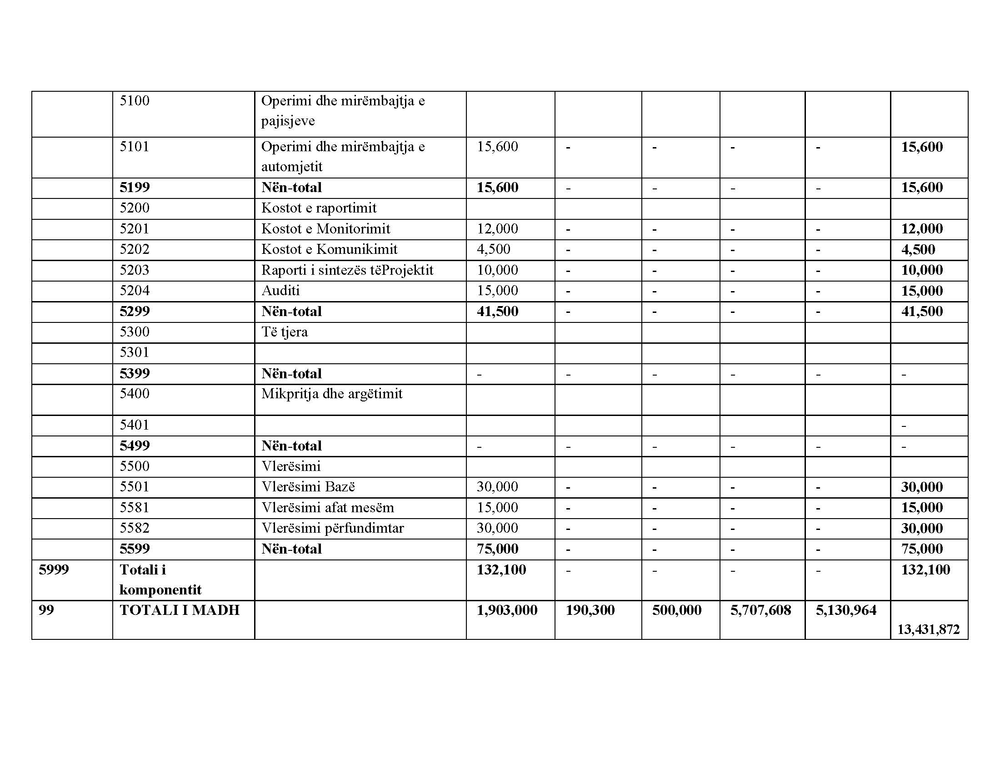 5100 Operimi dhe mirëmbajtja e
pajisjeve
5101 Operimi dhe mirëmbajtja e 15,600 - - - - 15,600
automjetit
5199 Nën-total 15,600 - - - - 15,600
5200 Kostot e raportimit
5201 Kostot e Monitorimit 12,000 - - - - 12,000
5202 Kostot e Komunikimit 4,500 - - - - 4,500
5203 Raporti i sintezës tëProjektit 10,000 - - - - 10,000
5204 Auditi 15,000 - - - - 15,000
5299 Nën-total 41,500 - - - - 41,500
5300 Të tjera
5301
5399 Nën-total - - - - - -
5400 Mikpritja dhe argëtimit
5401 -
5499 Nën-total - - - - - -
5500 Vlerësimi
5501 Vlerësimi Bazë 30,000 - - - - 30,000
5581 Vlerësimi afat mesëm 15,000 - - - - 15,000
5582 Vlerësimi përfundimtar 30,000 - - - - 30,000
5599 Nën-total 75,000 - - - - 75,000
5999 Totali i 132,100 - - - - 132,100
komponentit
99 TOTALI I MADH 1,903,000 190,300 500,000 5,707,608 5,130,964
13,431,872